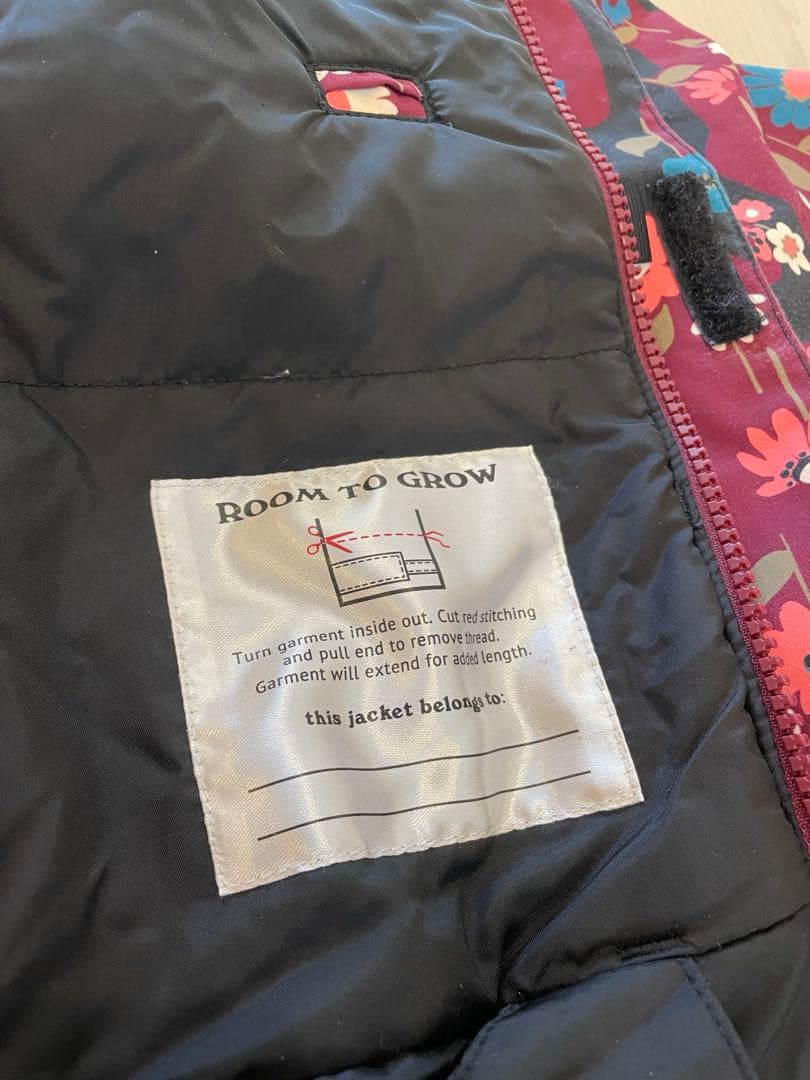 ROOM TO GROW
Turn garment inside out. Cut red stitching
and pull end to remove thread.
Garment will extend for added length.
this jacket belongs to: